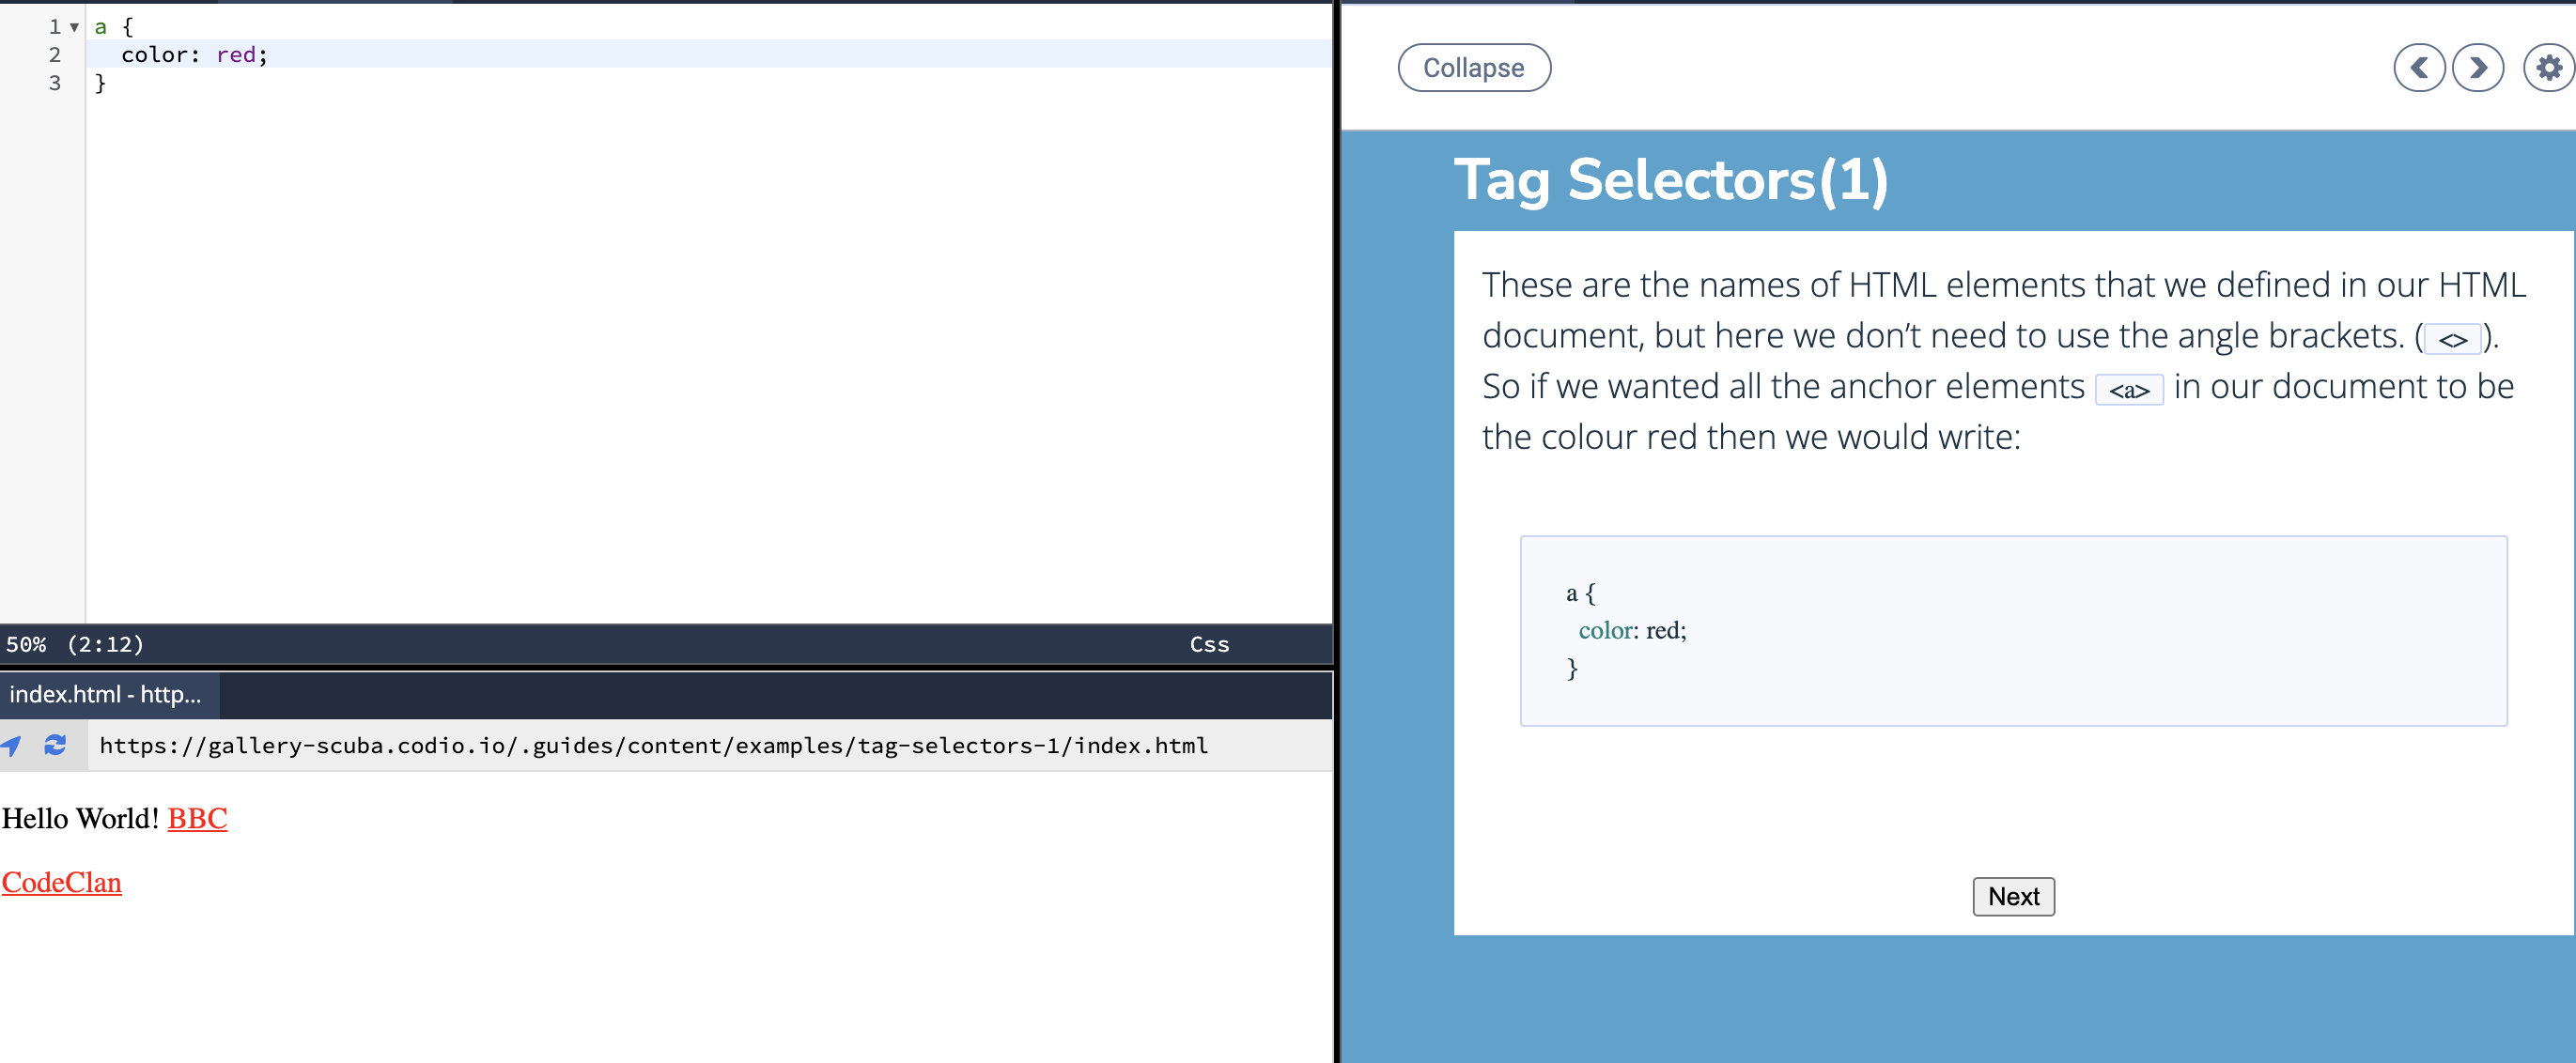 1 a {
2   color: red;
3 }
50% (2:12) Css
index.html - http...
https://gallery-scuba.codio.io/.guides/content/examples/tag-selectors-1/index.html
Hello World! BBC
CodeClan
Collapse
Tag Selectors(1)
These are the names of HTML elements that we defined in our HTML
document, but here we don’t need to use the angle brackets. ( <> ).
So if we wanted all the anchor elements <a> in our document to be
the colour red then we would write:
a {
  color: red;
}
Next